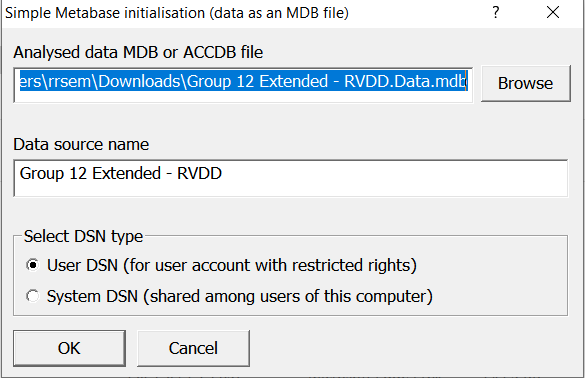 Simple Metabase initialisation (data as an MDB file)
?
Analysed data MDB or ACCDB file
ers\rrsem\Downloads\Group 12 Extended - RVDD.Data.mdb
Browse
Data source name
Group 12 Extended - RVDD
Select DSN type
User DSN (for user account with restricted rights)
System DSN (shared among users of this computer)
OK Cancel